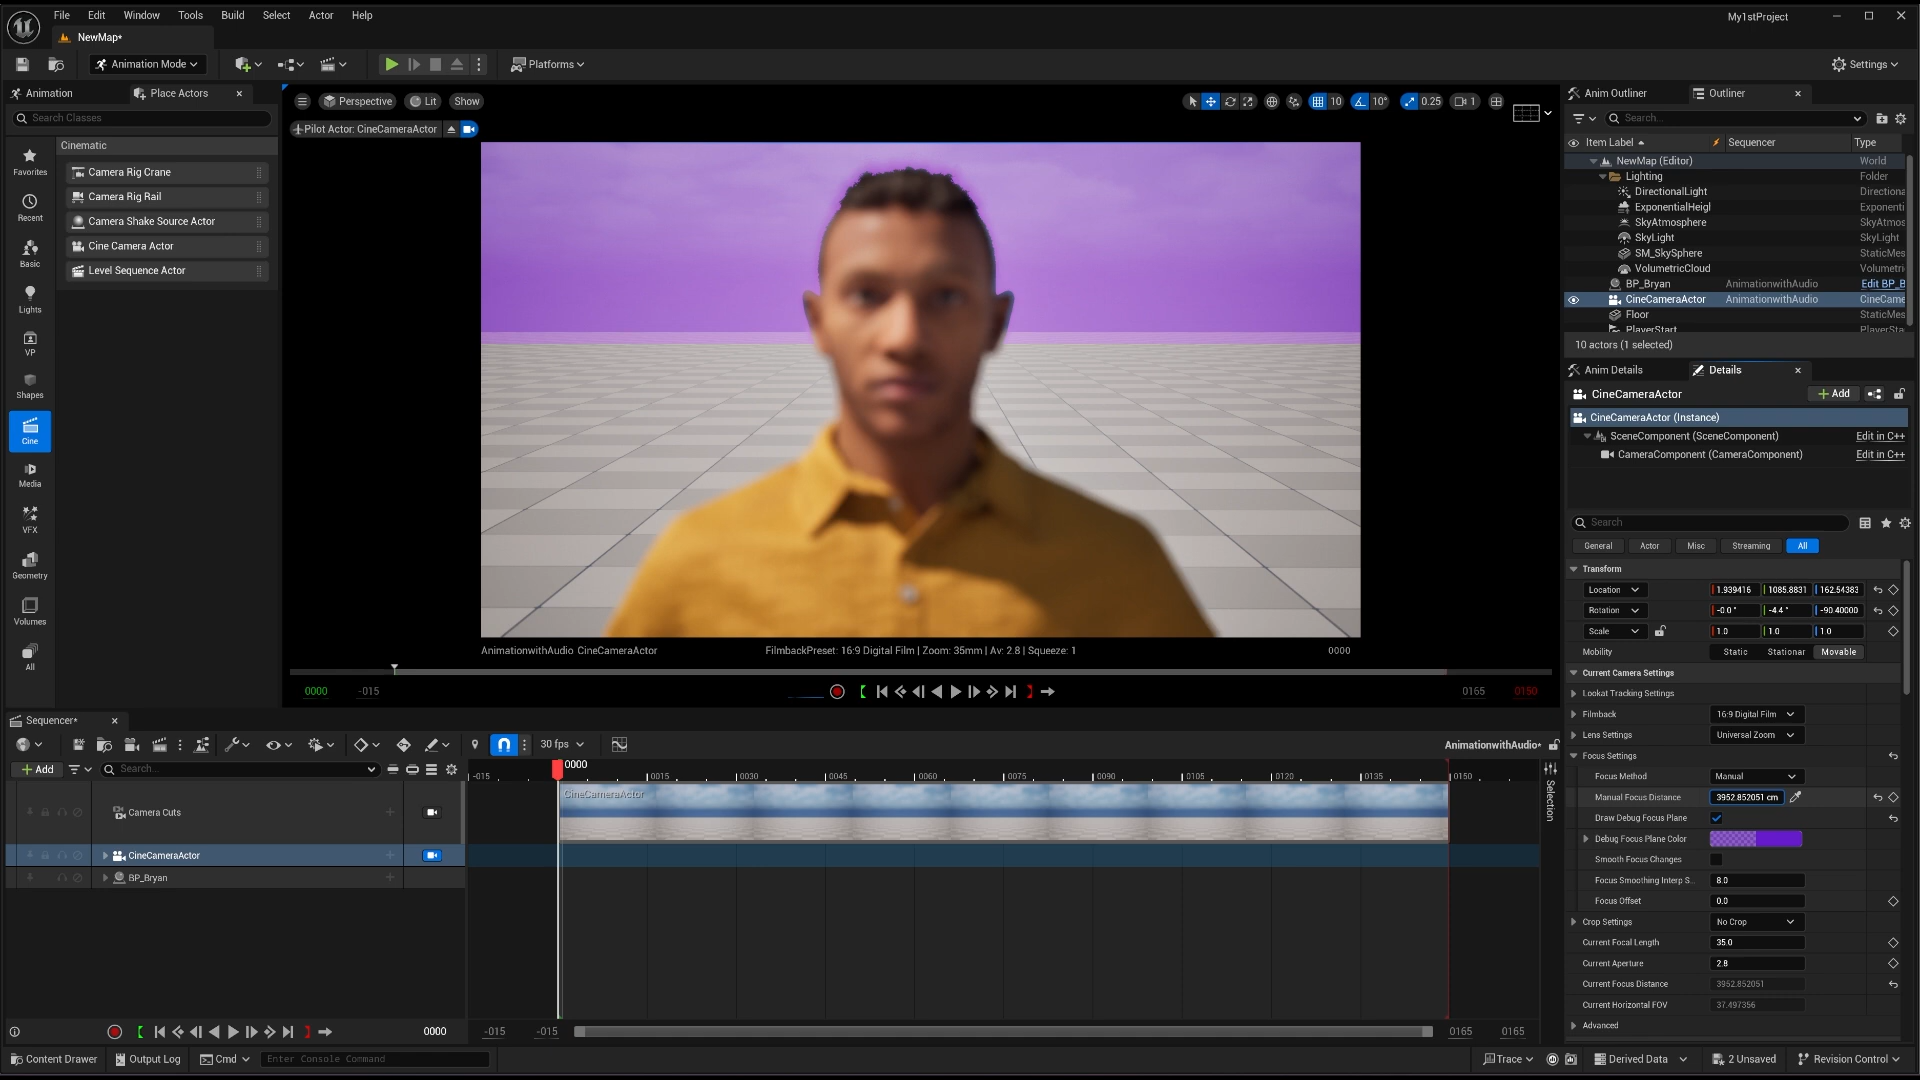 File Edit Window Tools Build Select Actor Help
My1stProject
NewMap*
Animation Mode
Platforms
Settings
Animation
Place Actors
Search Classes
Cinematic
Camera Rig Crane
Camera Rig Rail
Camera Shake Source Actor
Cine Camera Actor
Level Sequence Actor
Favorites
Recent
Basic
Lights
VP
Shapes
Cine
Media
VFX
Geometry
Volumes
All
Perspective
Lit
Show
10
10°
0.25
1
Pilot Actor: CineCameraActor
AnimationwithAudio CineCameraActor
FilmbackPreset: 16:9 Digital Film | Zoom: 35mm | Av: 2.8 | Squeeze: 1
0000
0000
-015
0165
0150
Anim Outliner
Outliner
Search...
Item Label
Sequencer
Type
NewMap (Editor) World
Lighting Folder
DirectionalLight Directiona
ExponentialHeigl Exponenti
SkyAtmosphere SkyAtmos
SkyLight SkyLight
SM_SkySphere StaticMes
VolumetricCloud Volumetri
BP_Bryan AnimationwithAudio Edit BP_B
CineCameraActor AnimationwithAudio CineCame
Floor StaticMes
PlayerStart PlayerSta
10 actors (1 selected)
Anim Details
Details
CineCameraActor
Add
CineCameraActor (Instance)
SceneComponent (SceneComponent) Edit in C++
CameraComponent (CameraComponent) Edit in C++
Search
General
Actor
Misc
Streaming
All
Transform
Location 1.939416 1085.8831 162.54383
Rotation -0.0 ° -4.4 ° -90.40000
Scale 1.0 1.0 1.0
Mobility Static Stationar Movable
Current Camera Settings
Lookat Tracking Settings
Filmback 16:9 Digital Film
Lens Settings Universal Zoom
Focus Settings
Focus Method Manual
Manual Focus Distance 3952.852051 cm
Draw Debug Focus Plane
Debug Focus Plane Color
Smooth Focus Changes
Focus Smoothing Interp S... 8.0
Focus Offset 0.0
Crop Settings No Crop
Current Focal Length 35.0
Current Aperture 2.8
Current Focus Distance 3952.852051
Current Horizontal FOV 37.497356
Advanced
Sequencer*
30 fps
AnimationwithAudio*
Add
Search...
0000
-015 0015 0030 0045 0060 0075 0090 0105 0120 0135 0150
CineCameraActor
Selection
Camera Cuts
CineCameraActor
BP_Bryan
0000
-015
-015
0165
0165
Content Drawer
Output Log
Cmd
Enter Console Command
Trace
Derived Data
2 Unsaved
Revision Control